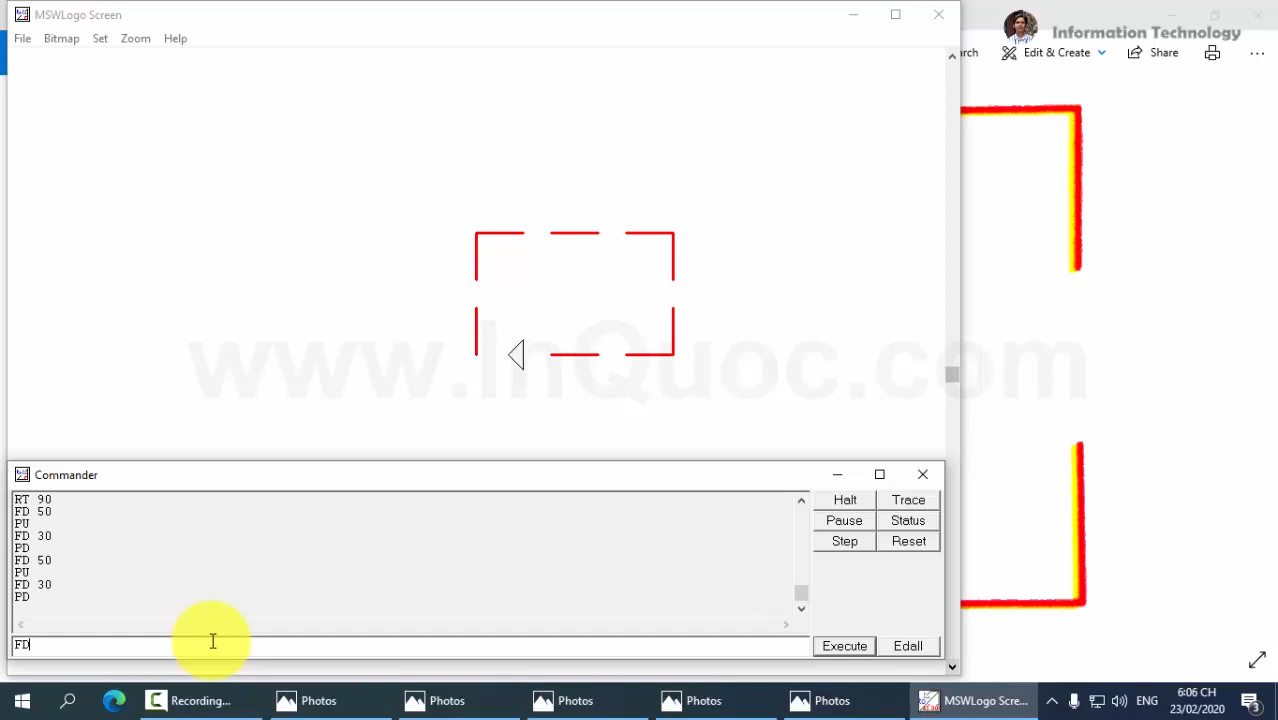 MSWLogo Screen
File Bitmap Set Zoom Help
Information Technology
arch Edit & Create Share
www.InQuoc.com
Commander
RT 90
FD 50
PU
FD 30
PD
FD 50
PU
FD 30
PD
FD
Halt Trace
Pause Status
Step Reset
Execute Edall
Recording... Photos Photos Photos Photos Photos MSWLogo Scre... ENG 6:06 CH
23/02/2020
3